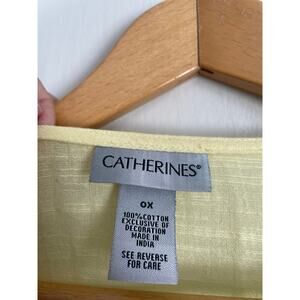 CATHERINES®
0X
100% COTTON
EXCLUSIVE OF
DECORATION
MADE IN
INDIA
SEE REVERSE
FOR CARE